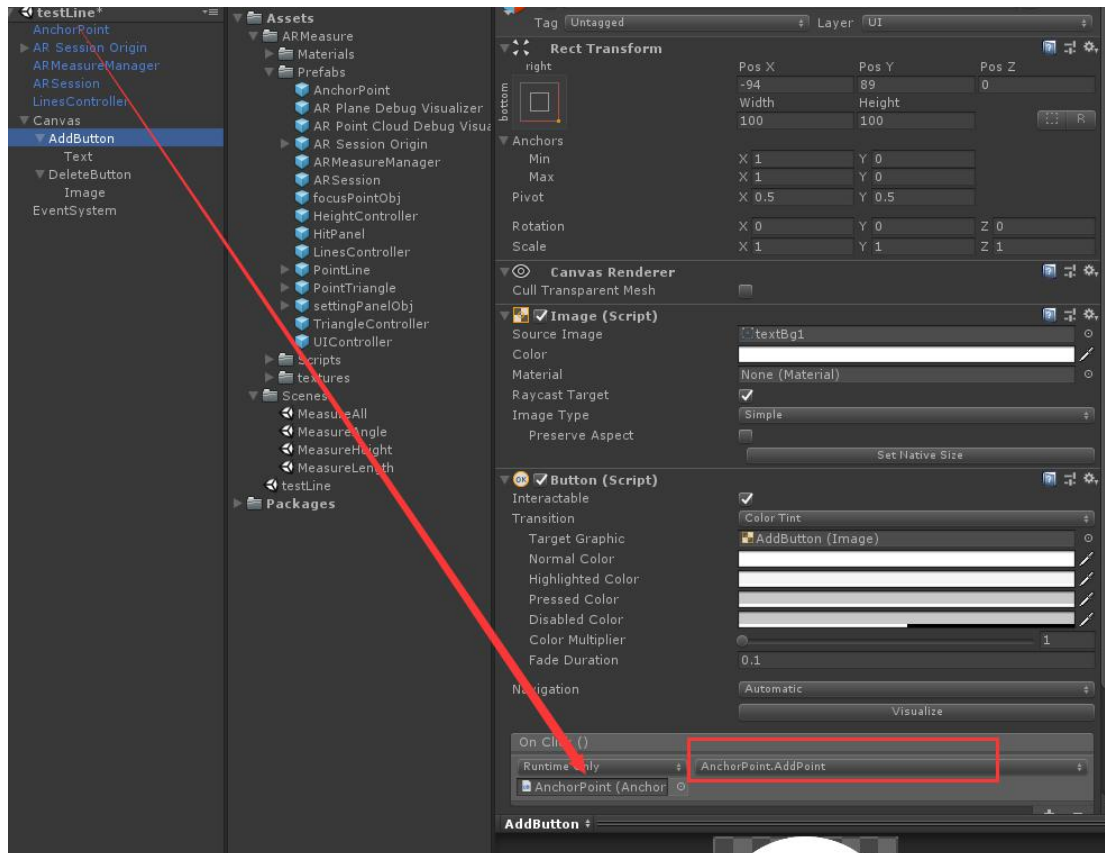 testLine*
AnchorPoint
AR Session Origin
ARMeasureManager
ARSession
LinesController
Canvas
AddButton
Text
DeleteButton
Image
EventSystem
Assets
ARMeasure
Materials
Prefabs
AnchorPoint
AR Plane Debug Visualizer
AR Point Cloud Debug Visua
AR Session Origin
ARMeasureManager
ARSession
focusPointObj
HeightController
HitPanel
LinesController
PointLine
PointTriangle
settingPanelObj
TriangleController
UIController
Scripts
textures
Scenes
MeasureAll
MeasureAngle
MeasureHeight
MeasureLength
testLine
Packages
Tag Untagged Layer UI
Rect Transform
right Pos X Pos Y Pos Z
bottom -94 89 0
Width Height
100 100 R
Anchors
Min X 1 Y 0
Max X 1 Y 0
Pivot X 0.5 Y 0.5
Rotation X 0 Y 0 Z 0
Scale X 1 Y 1 Z 1
Canvas Renderer
Cull Transparent Mesh
Image (Script)
Source Image textBg1
Color
Material None (Material)
Raycast Target
Image Type Simple
Preserve Aspect
Set Native Size
OK Button (Script)
Interactable
Transition Color Tint
Target Graphic AddButton (Image)
Normal Color
Highlighted Color
Pressed Color
Disabled Color
Color Multiplier 1
Fade Duration 0.1
Navigation Automatic
Visualize
On Click ()
Runtime Only AnchorPoint.AddPoint
AnchorPoint (Anchor
AddButton